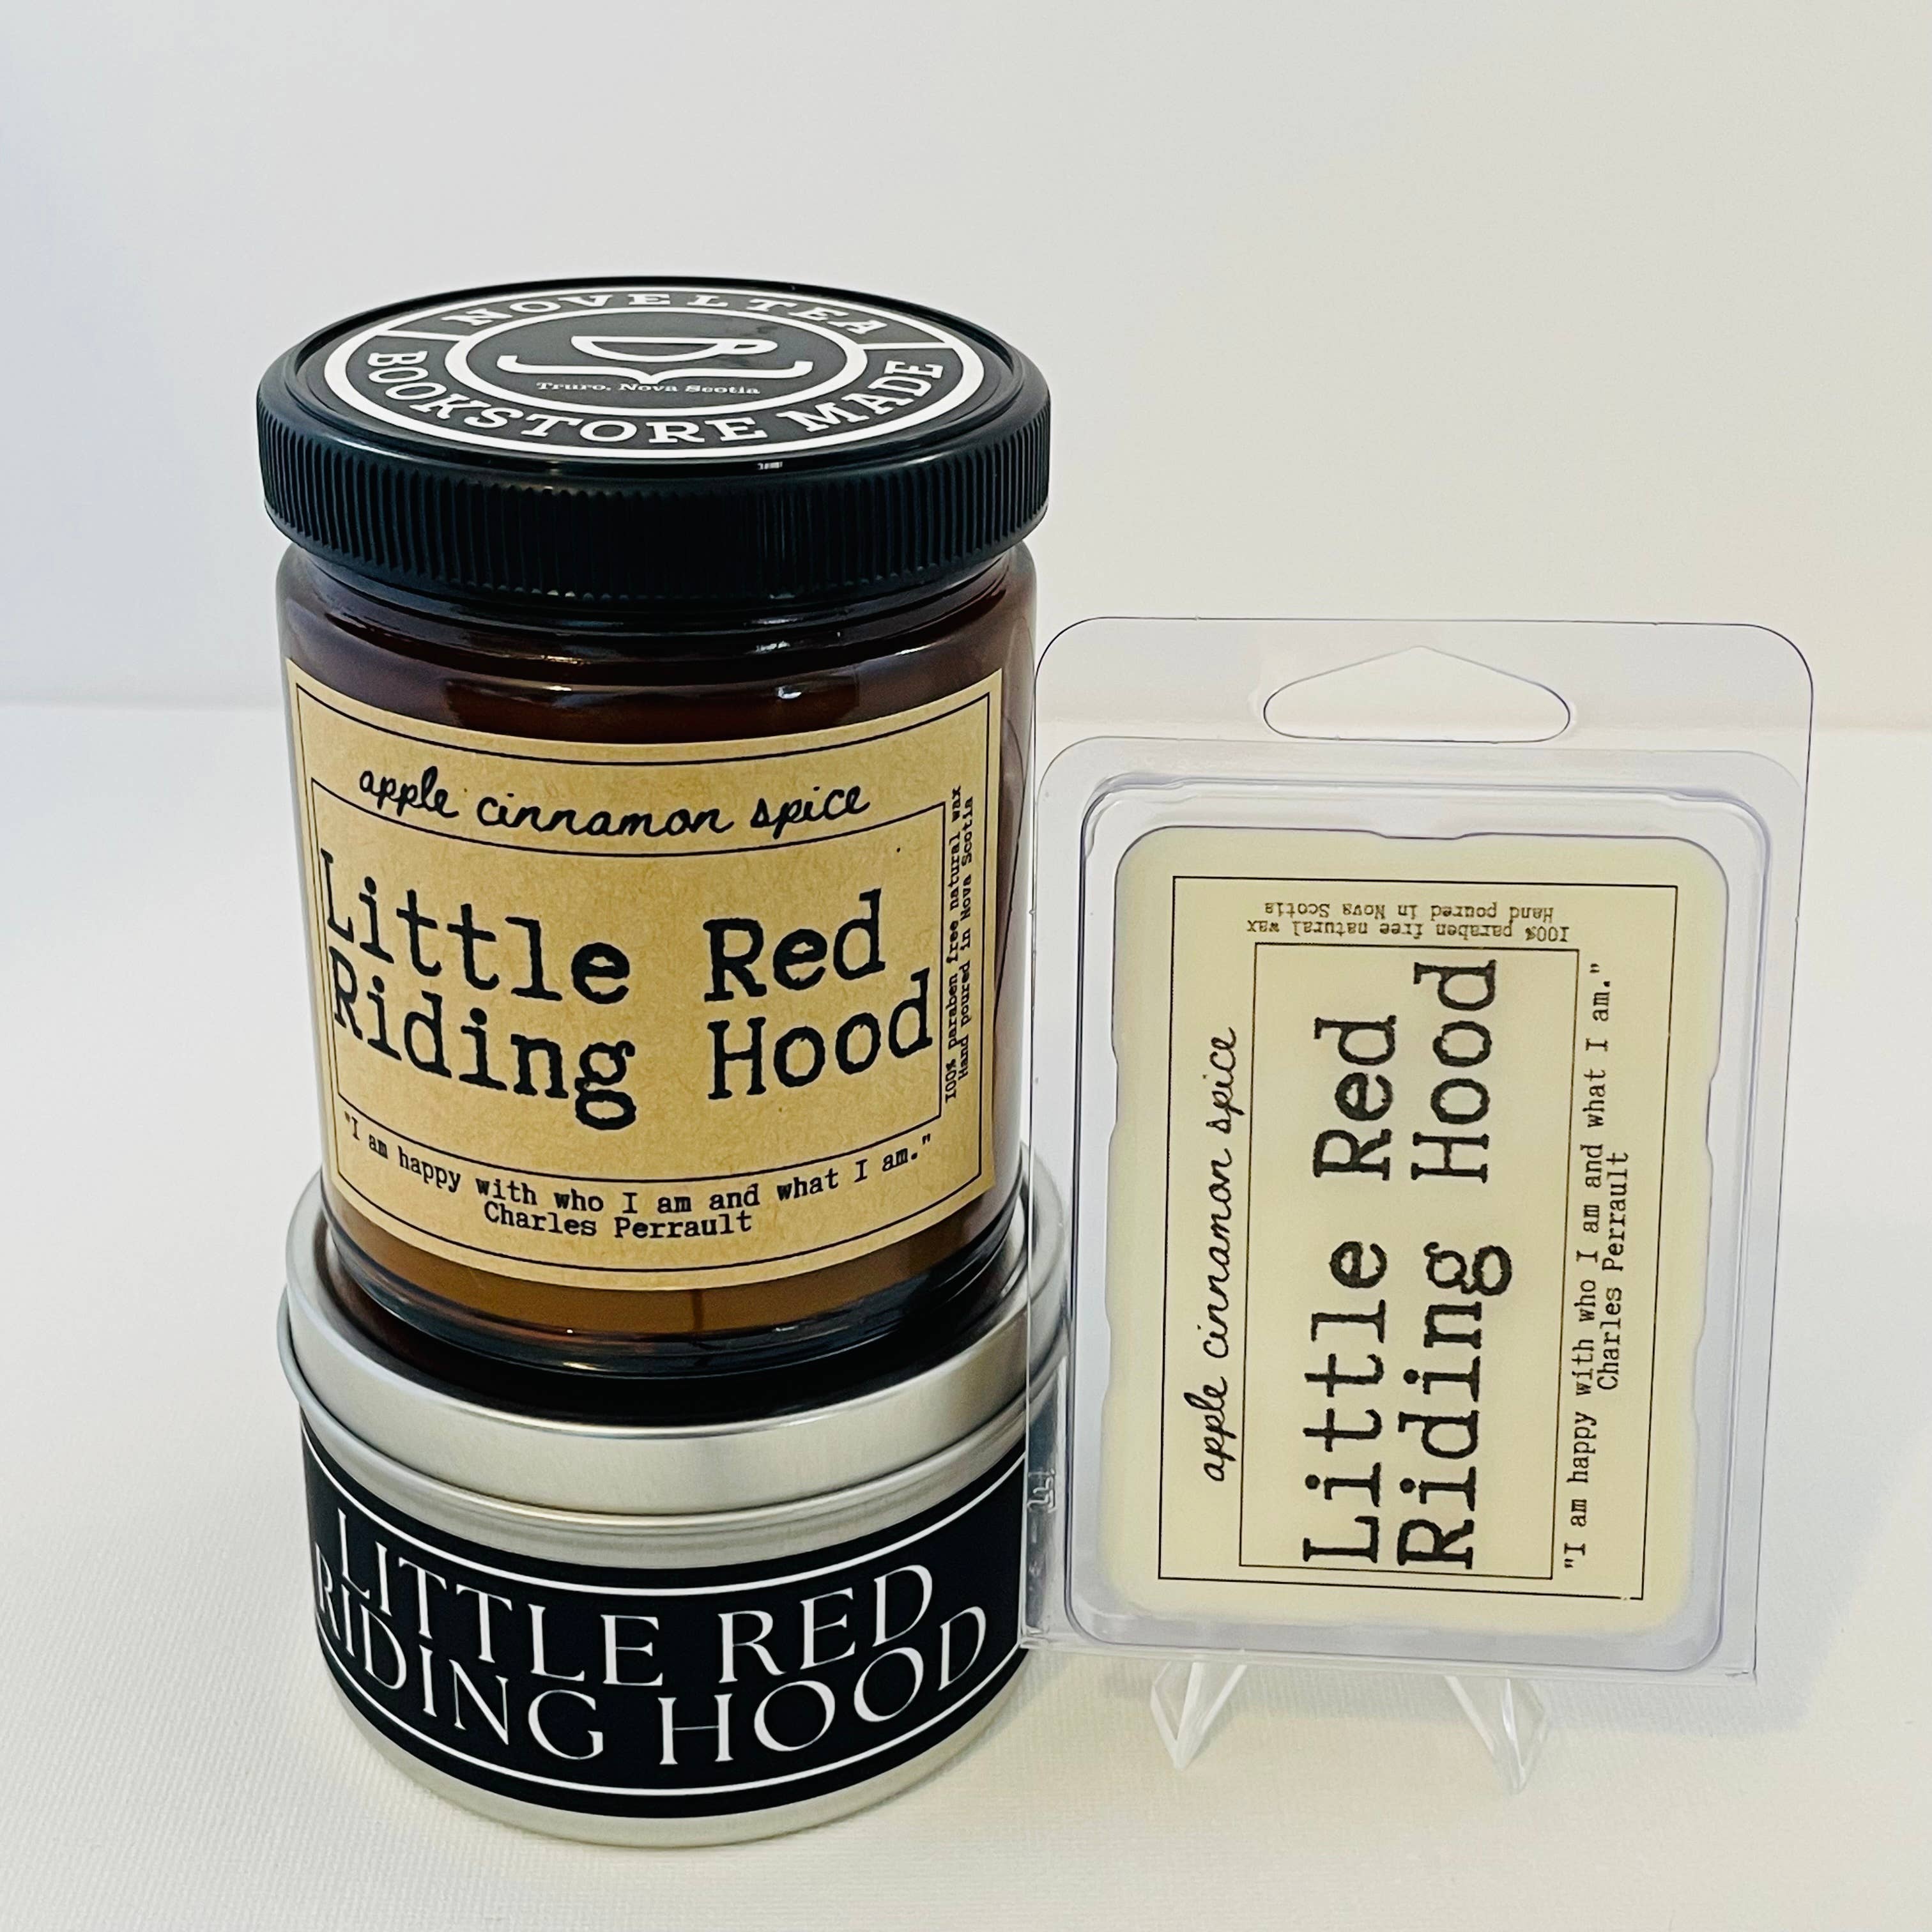 NOVELTEA
Truro, Nova Scotia
BOOKSTORE MADE
apple cinnamon spice
Little Red
Riding Hood
100% paraben free natural wax
Hand poured in Nova Scotia
"I am happy with who I am and what I am."
Charles Perrault
LITTLE RED
RIDING HOOD
apple cinnamon spice
Little Red
Riding Hood
100% paraben free natural wax
Hand poured in Nova Scotia
"I am happy with who I am and what I am."
Charles Perrault